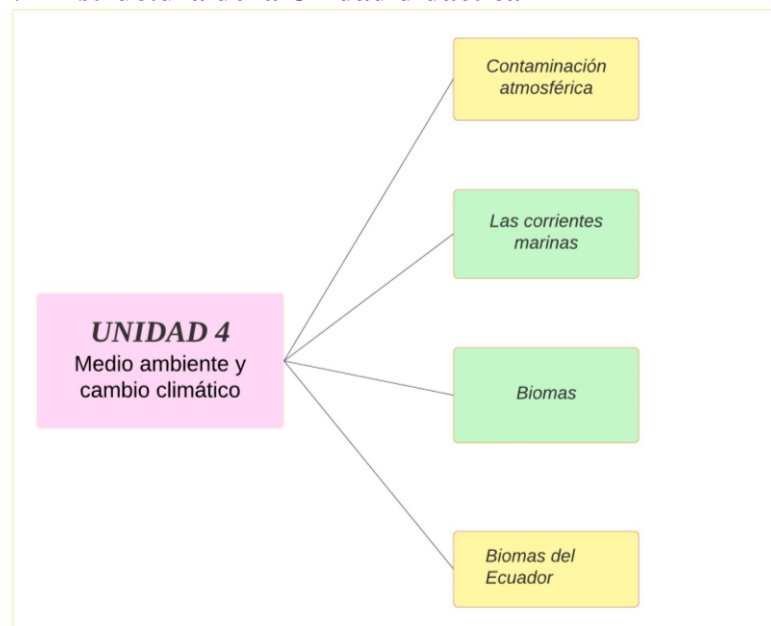 UNIDAD 4
Medio ambiente y
cambio climático
Contaminación
atmosférica
Las corrientes
marinas
Biomas
Biomas del
Ecuador